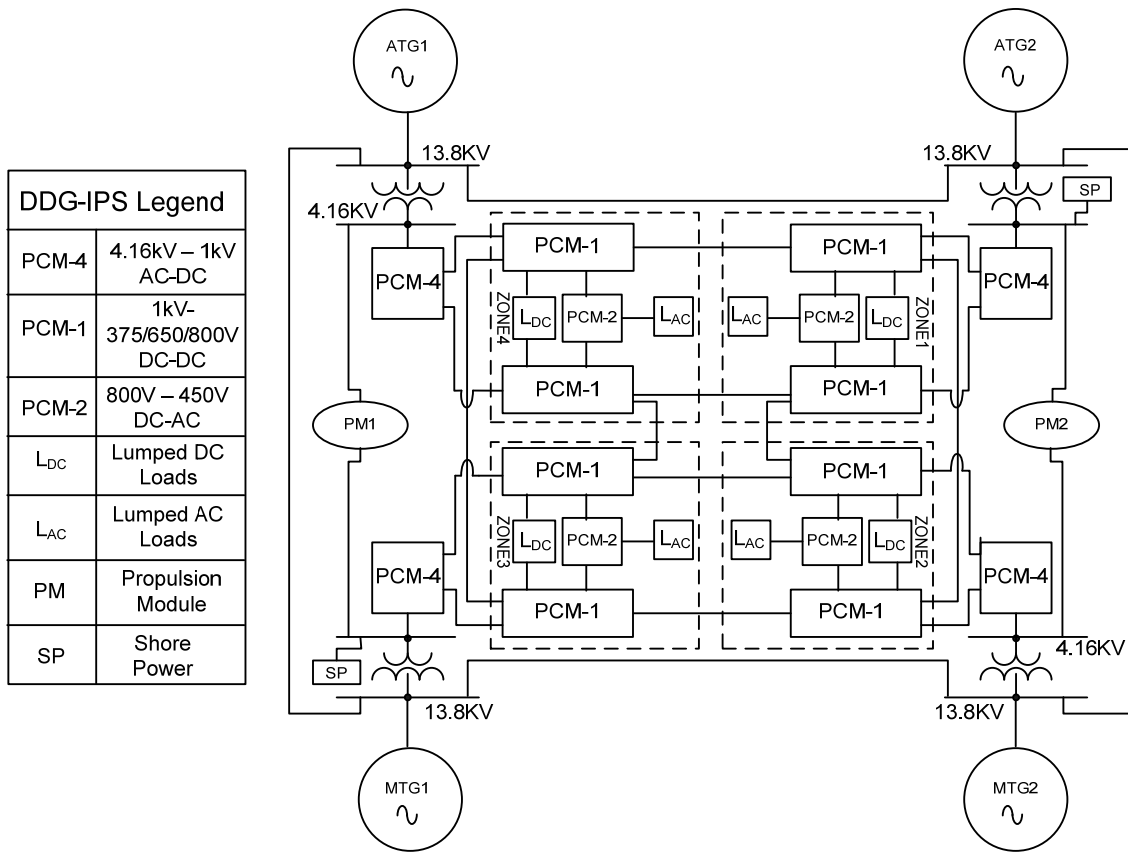 ATG1
ATG2
13.8KV
13.8KV
SP
4.16KV
DDG-IPS Legend
PCM-4
4.16kV – 1kV
AC-DC
PCM-1
1kV-
375/650/800V
DC-DC
PCM-2
800V – 450V
DC-AC
LDC
Lumped DC
Loads
LAC
Lumped AC
Loads
PM
Propulsion
Module
SP
Shore
Power
PCM-4
PCM-1
PCM-1
PCM-4
ZONE4
LDC
PCM-2
LAC
LAC
PCM-2
LDC
ZONE1
PCM-1
PCM-1
PM1
PM2
PCM-1
PCM-1
ZONE3
LDC
PCM-2
LAC
LAC
PCM-2
LDC
ZONE2
PCM-4
PCM-1
PCM-1
PCM-4
SP
4.16KV
13.8KV
13.8KV
MTG1
MTG2